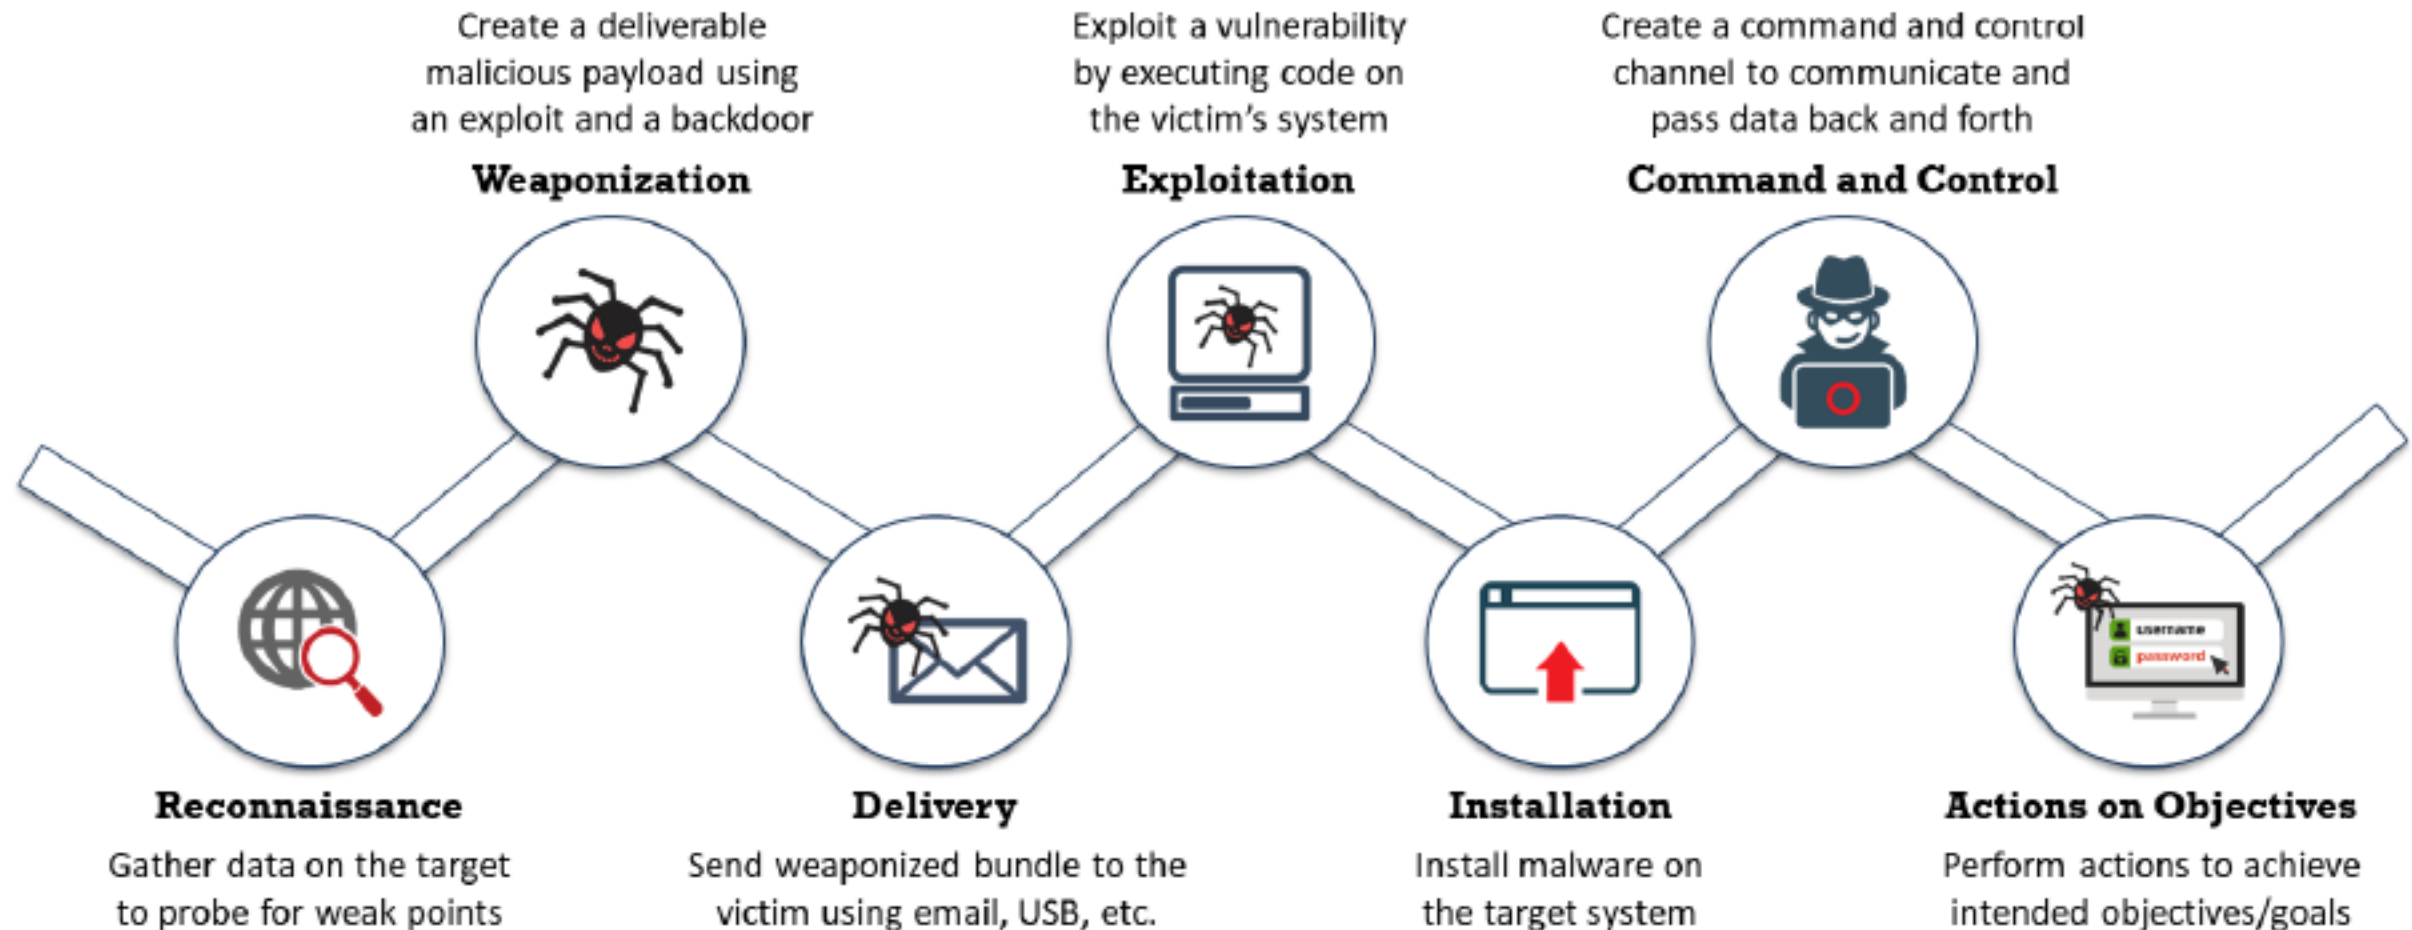 Create a deliverable
malicious payload using
an exploit and a backdoor
Weaponization
Exploit a vulnerability
by executing code on
the victim's system
Exploitation
Create a command and control
channel to communicate and
pass data back and forth
Command and Control
username
password
Reconnaissance
Gather data on the target
to probe for weak points
Delivery
Send weaponized bundle to the
victim using email, USB, etc.
Installation
Install malware on
the target system
Actions on Objectives
Perform actions to achieve
intended objectives/goals